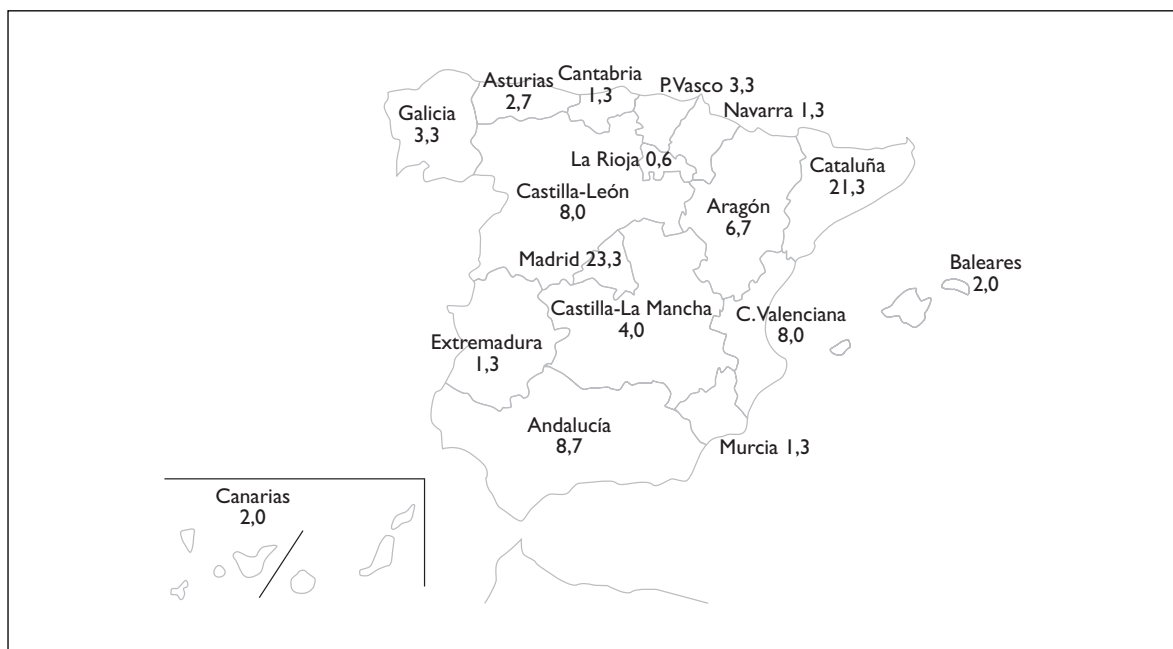 Cantabria
1,3
Asturias
2,7
P. Vasco 3,3
Navarra 1,3
Galicia
3,3
La Rioja 0,6
Cataluña
21,3
Castilla-León
8,0
Aragón
6,7
Madrid 23,3
Baleares
2,0
Castilla-La Mancha
4,0
C. Valenciana
8,0
Extremadura
1,3
Andalucía
8,7
Murcia 1,3
Canarias
2,0